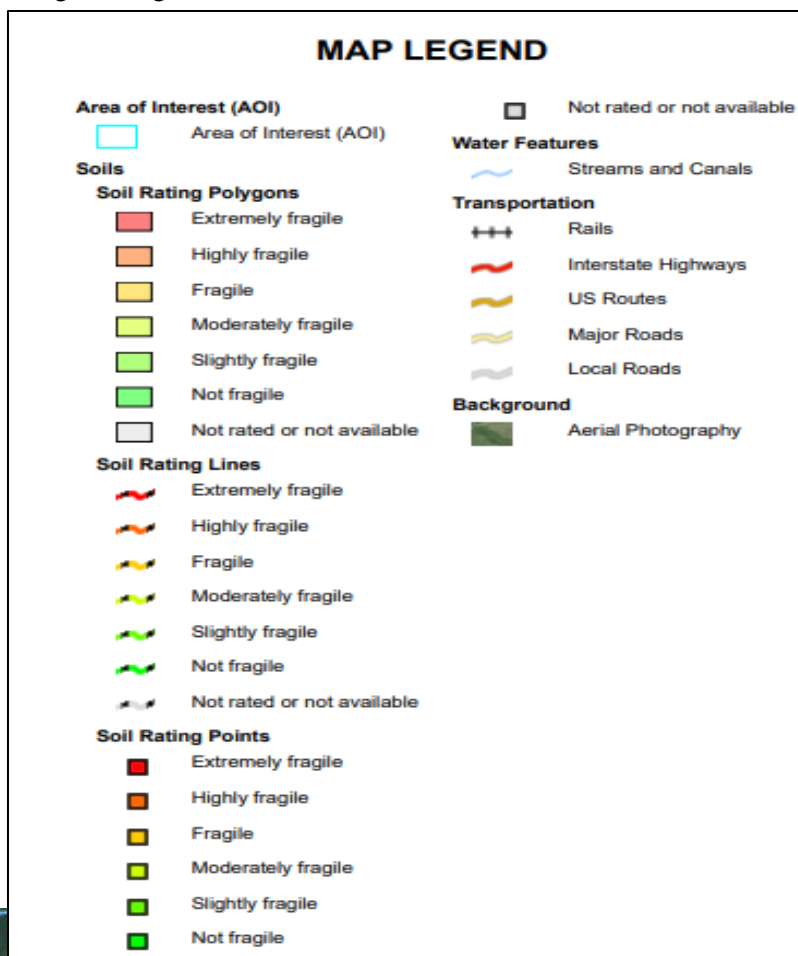 MAP LEGEND
Area of Interest (AOI)
Area of Interest (AOI)
Soils
Soil Rating Polygons
Extremely fragile
Highly fragile
Fragile
Moderately fragile
Slightly fragile
Not fragile
Not rated or not available
Soil Rating Lines
Extremely fragile
Highly fragile
Fragile
Moderately fragile
Slightly fragile
Not fragile
Not rated or not available
Soil Rating Points
Extremely fragile
Highly fragile
Fragile
Moderately fragile
Slightly fragile
Not fragile
Not rated or not available
Water Features
Streams and Canals
Transportation
Rails
Interstate Highways
US Routes
Major Roads
Local Roads
Background
Aerial Photography